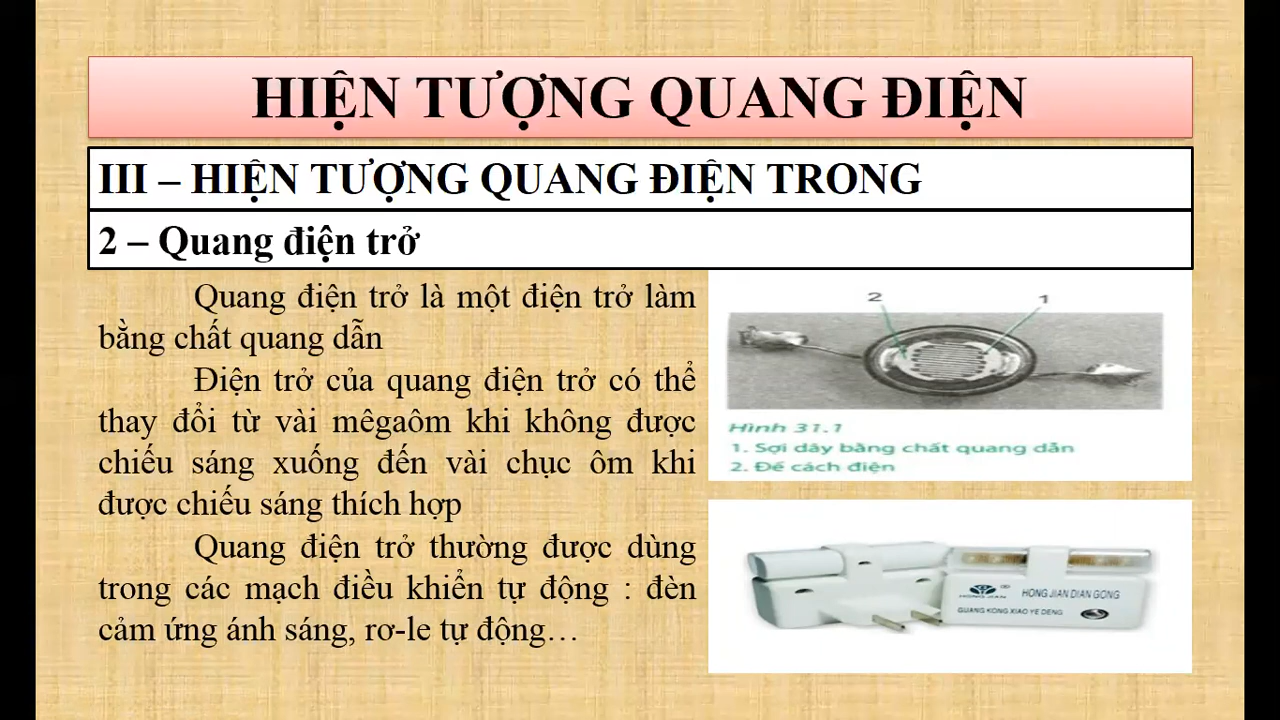 HIỆN TƯỢNG QUANG ĐIỆN
III – HIỆN TƯỢNG QUANG ĐIỆN TRONG
2 – Quang điện trở
Quang điện trở là một điện trở làm
bằng chất quang dẫn
Điện trở của quang điện trở có thể
thay đổi từ vài mêgaôm khi không được
chiếu sáng xuống đến vài chục ôm khi
được chiếu sáng thích hợp
Quang điện trở thường được dùng
trong các mạch điều khiển tự động : đèn
cảm ứng ánh sáng, rơ-le tự động…
2 1
Hình 31.1
1. Sợi dây bằng chất quang dẫn
2. Đế cách điện
HONG JIAN ® HONG JIAN DIAN GONG
GUANG KONG XIAO YE DENG